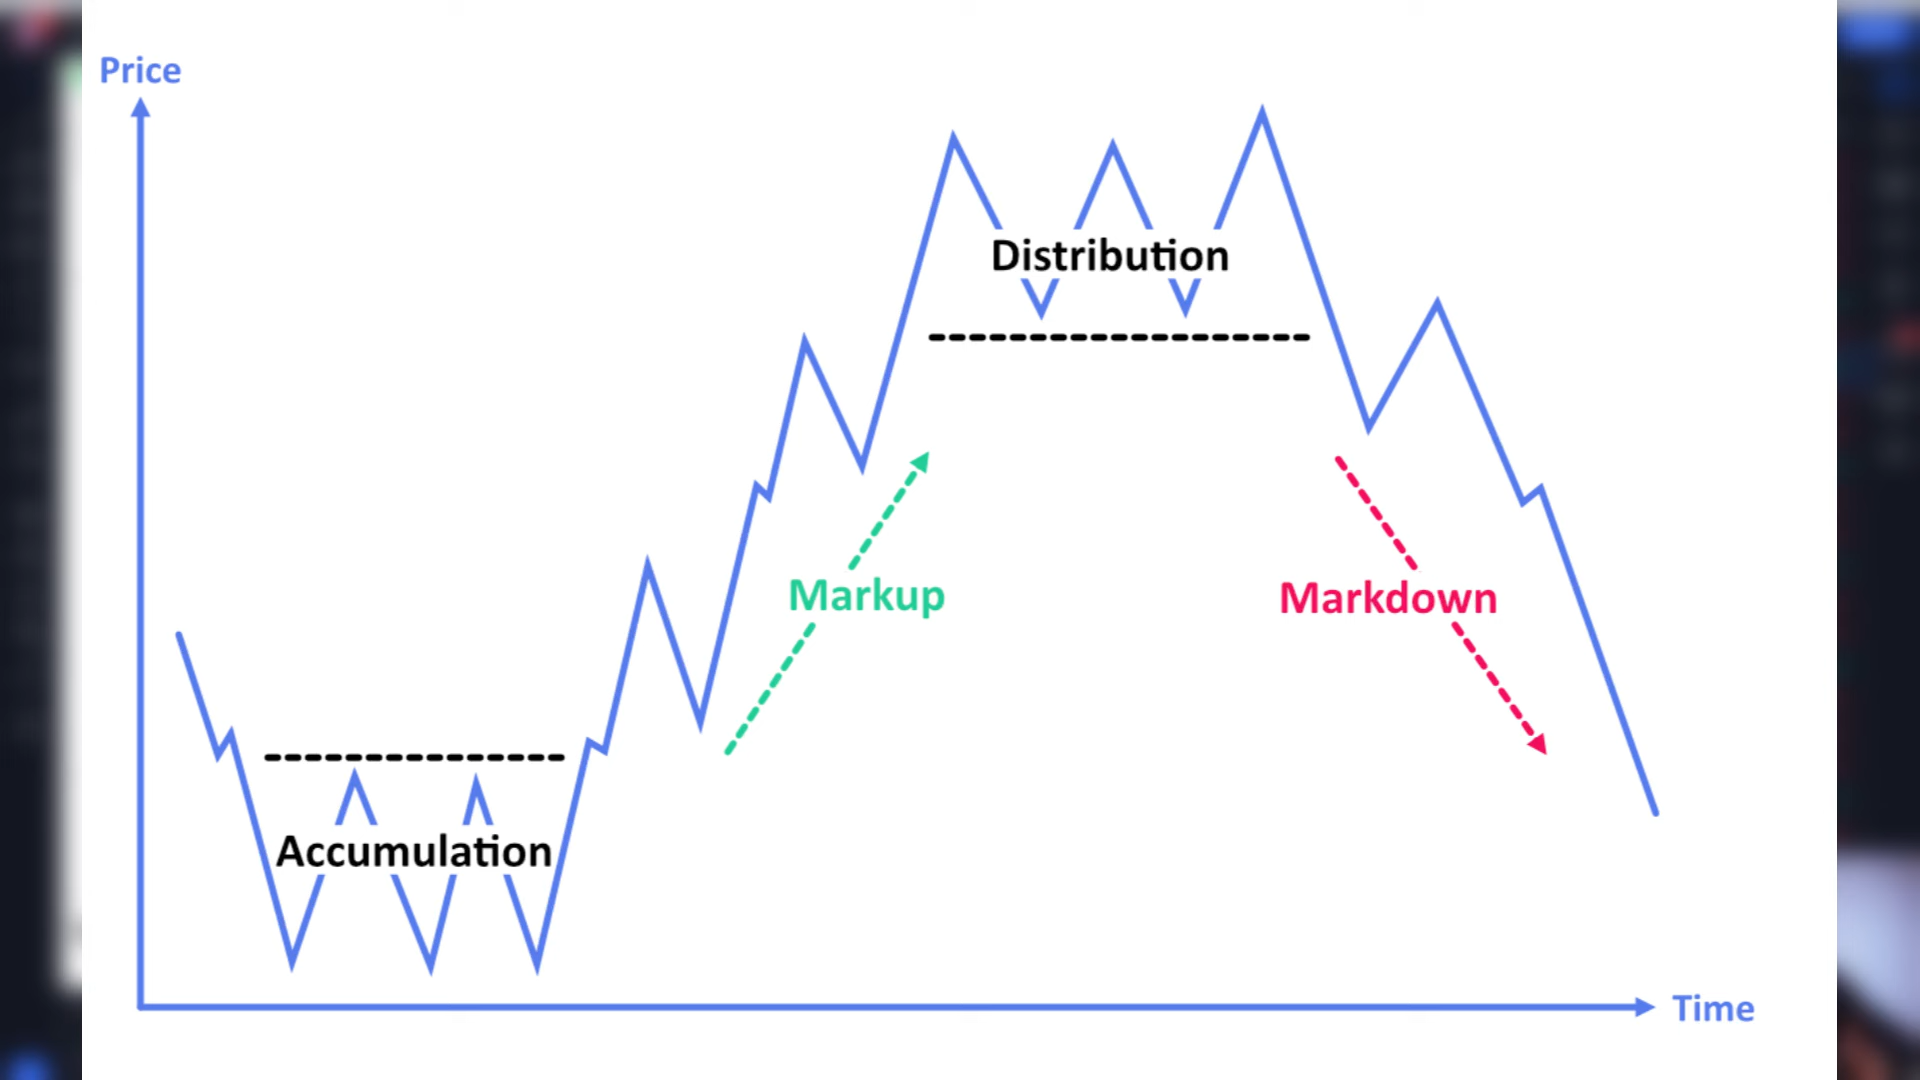 Price
Distribution
Markup
Markdown
Accumulation
Time